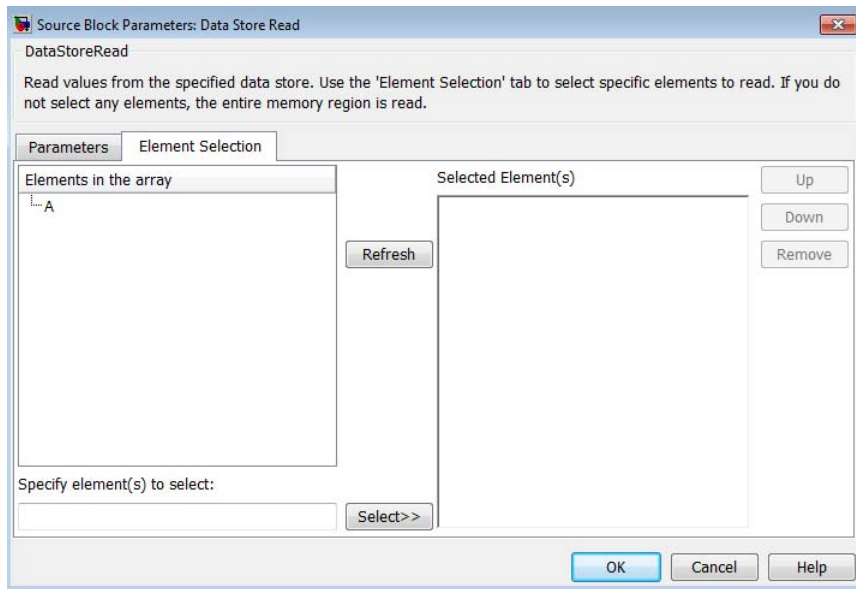 Source Block Parameters: Data Store Read
DataStoreRead
Read values from the specified data store. Use the 'Element Selection' tab to select specific elements to read. If you do
not select any elements, the entire memory region is read.
Parameters
Element Selection
Elements in the array
A
Refresh
Specify element(s) to select:
Select>>
Selected Element(s)
Up
Down
Remove
OK
Cancel
Help